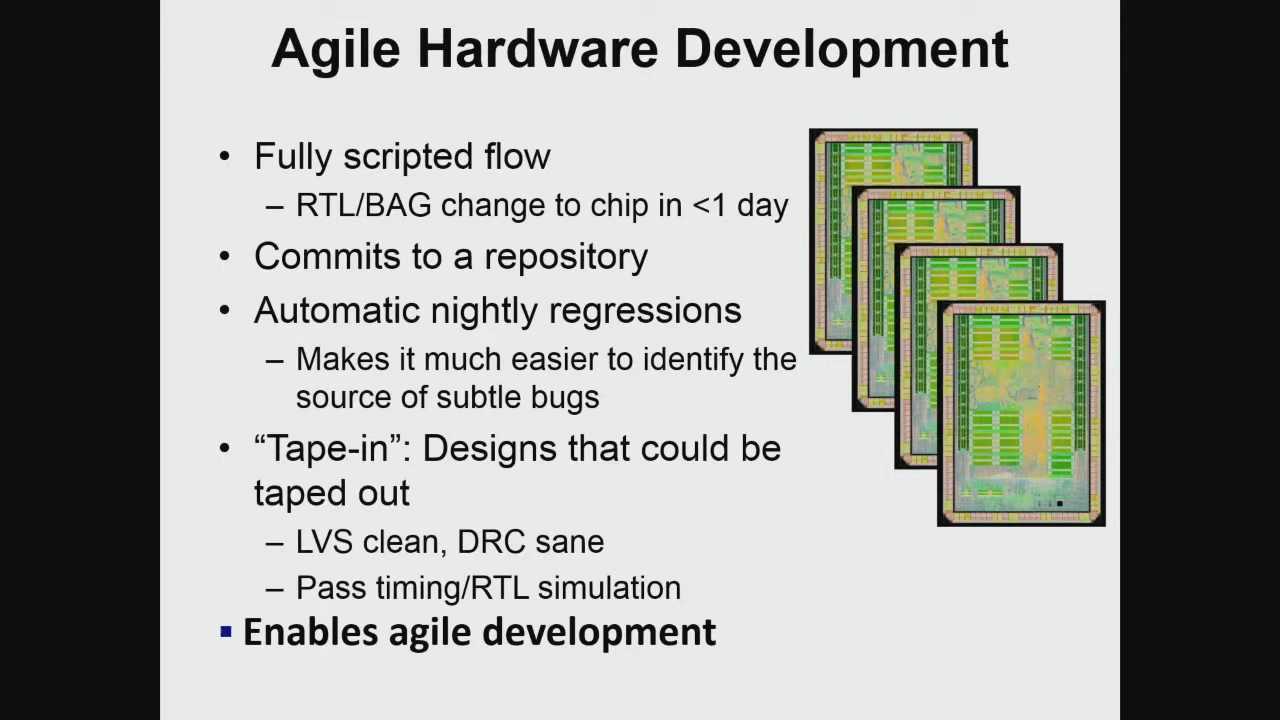 Agile Hardware Development
• Fully scripted flow
– RTL/BAG change to chip in <1 day
• Commits to a repository
• Automatic nightly regressions
– Makes it much easier to identify the
source of subtle bugs
• “Tape-in”: Designs that could be
taped out
– LVS clean, DRC sane
– Pass timing/RTL simulation
▪ Enables agile development